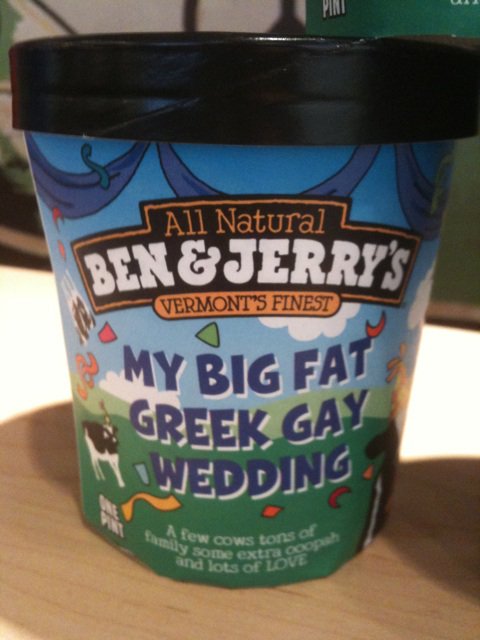 PINT
All Natural
BEN & JERRY'S
VERMONT'S FINEST
MY BIG FAT
GREEK GAY
WEDDING
ONE
PINT
A few cows tons of
family some extra ooopah
and lots of LOVE